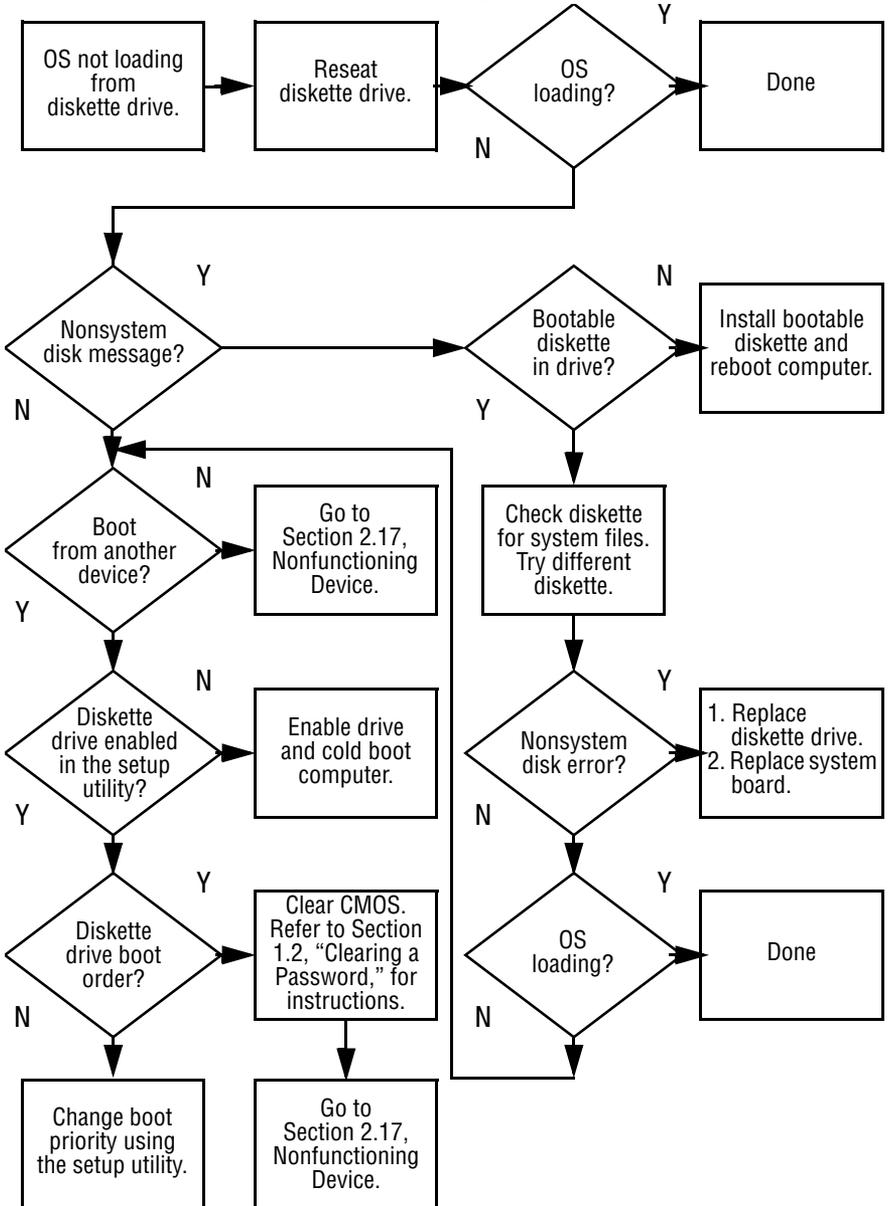 Y
OS not loading
from
diskette drive.
Reseat
diskette drive.
OS
loading?
Done
N
Y
N
Nonsystem
disk message?
Bootable
diskette
in drive?
Install bootable
diskette and
reboot computer.
N
Y
N
Boot
from another
device?
Go to
Section 2.17,
Nonfunctioning
Device.
Check diskette
for system files.
Try different
diskette.
Y
N
Y
Diskette
drive enabled
in the setup
utility?
Enable drive
and cold boot
computer.
Nonsystem
disk error?
1. Replace
diskette drive.
2. Replace system
board.
Y
N
Y
Y
Diskette
drive boot
order?
Clear CMOS.
Refer to Section
1.2, “Clearing a
Password,” for
instructions.
OS
loading?
Done
N
N
Change boot
priority using
the setup utility.
Go to
Section 2.17,
Nonfunctioning
Device.